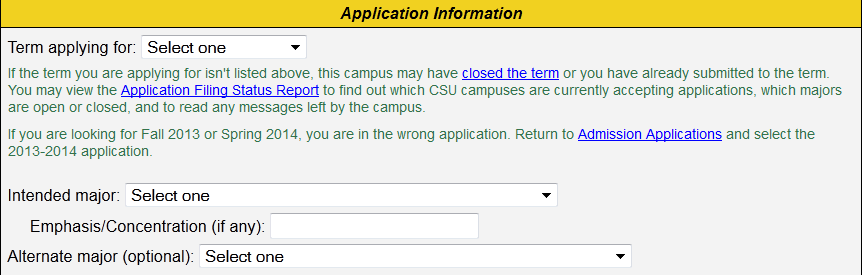 Application Information
Term applying for: Select one
If the term you are applying for isn't listed above, this campus may have closed the term or you have already submitted to the term.
You may view the Application Filing Status Report to find out which CSU campuses are currently accepting applications, which majors
are open or closed, and to read any messages left by the campus.
If you are looking for Fall 2013 or Spring 2014, you are in the wrong application. Return to Admission Applications and select the
2013-2014 application.
Intended major: Select one
Emphasis/Concentration (if any):
Alternate major (optional): Select one